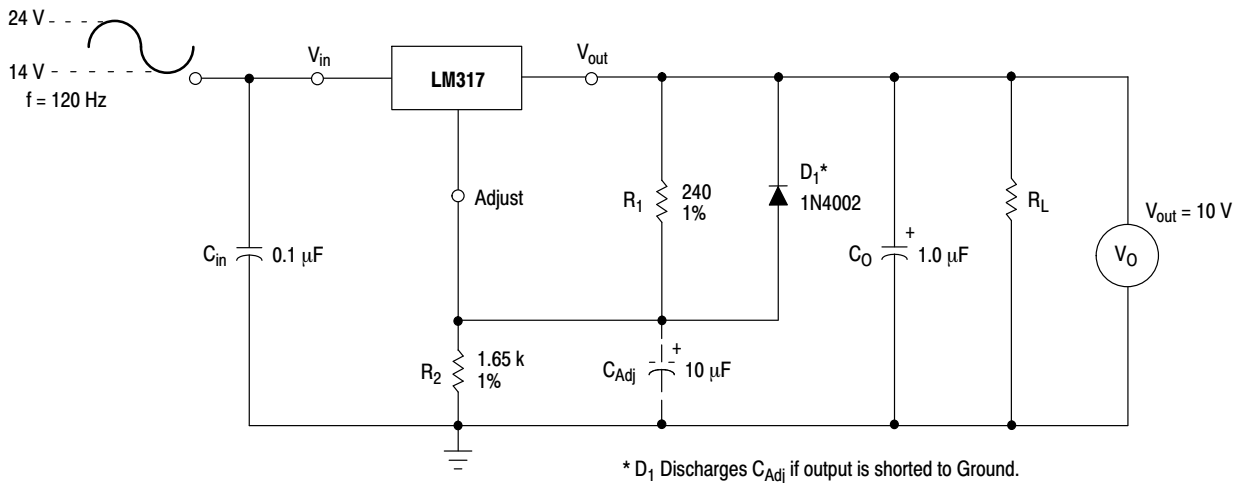 24 V
14 V
f = 120 Hz
V_in
LM317
V_out
Adjust
C_in
0.1 μF
R_1
240
1%
D_1*
1N4002
C_O
+
1.0 μF
R_L
V_out = 10 V
V_O
R_2
1.65 k
1%
C_Adj
+
10 μF
* D_1 Discharges C_Adj if output is shorted to Ground.